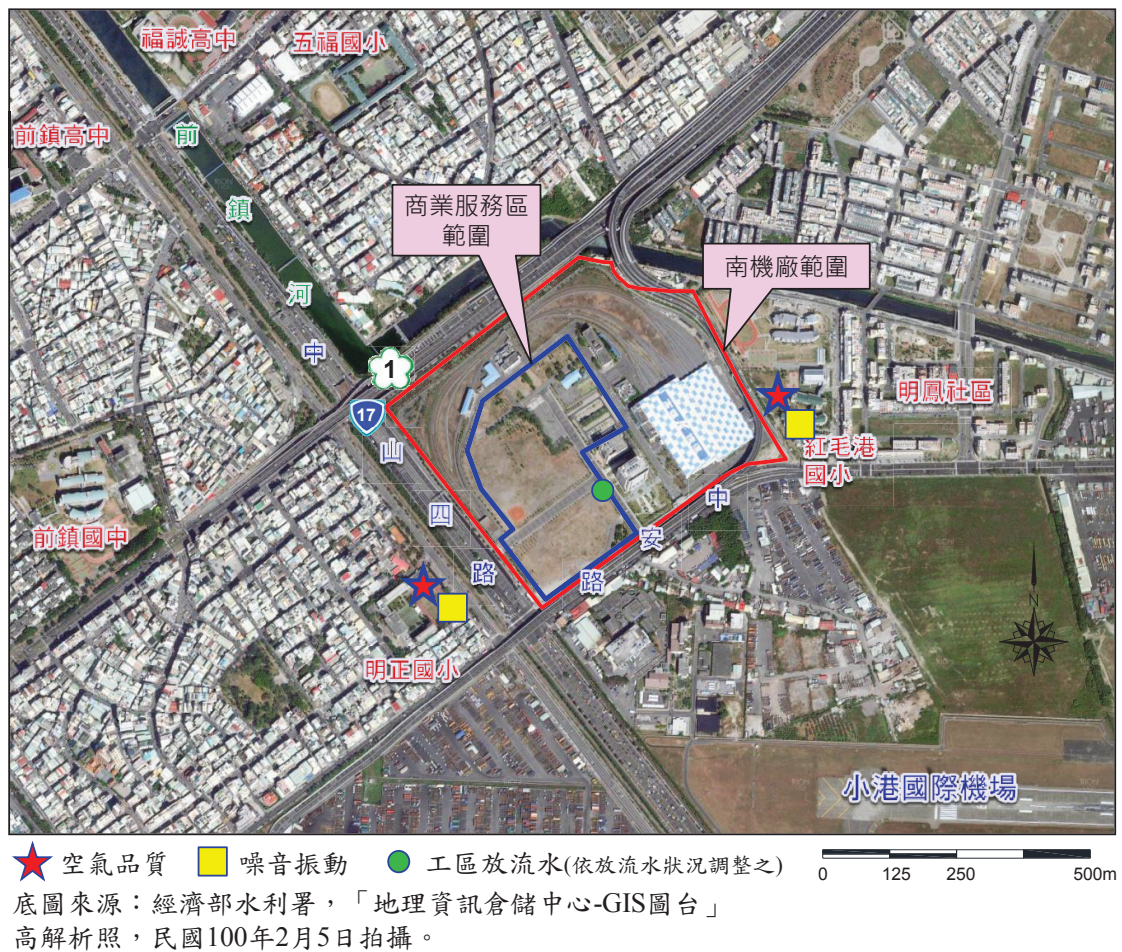 福誠高中
五福國小
前鎮高中
前
鎮
河
商業服務區
範圍
南機廠範圍
中
山
四
路
1
17
明鳳社區
紅毛港
國小
中
安
路
前鎮國中
明正國小
N
小港國際機場
空氣品質
噪音振動
工區放流水(依放流水狀況調整之)
0 125 250 500m
底圖來源：經濟部水利署，「地理資訊倉儲中心-GIS圖台」
高解析照，民國100年2月5日拍攝。